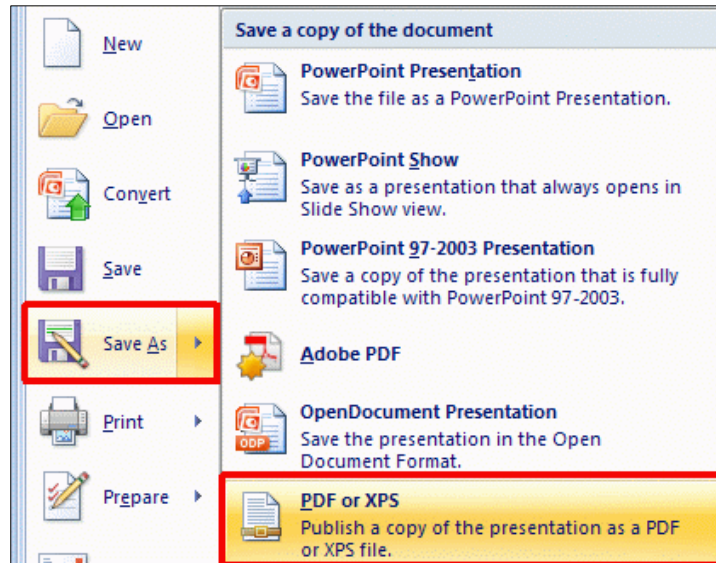 New
Open
Convert
Save
Save As
Print
Prepare
Save a copy of the document
PowerPoint Presentation
Save the file as a PowerPoint Presentation.
PowerPoint Show
Save as a presentation that always opens in
Slide Show view.
PowerPoint 97-2003 Presentation
Save a copy of the presentation that is fully
compatible with PowerPoint 97-2003.
Adobe PDF
OpenDocument Presentation
Save the presentation in the Open
Document Format.
ODP
PDF or XPS
Publish a copy of the presentation as a PDF
or XPS file.